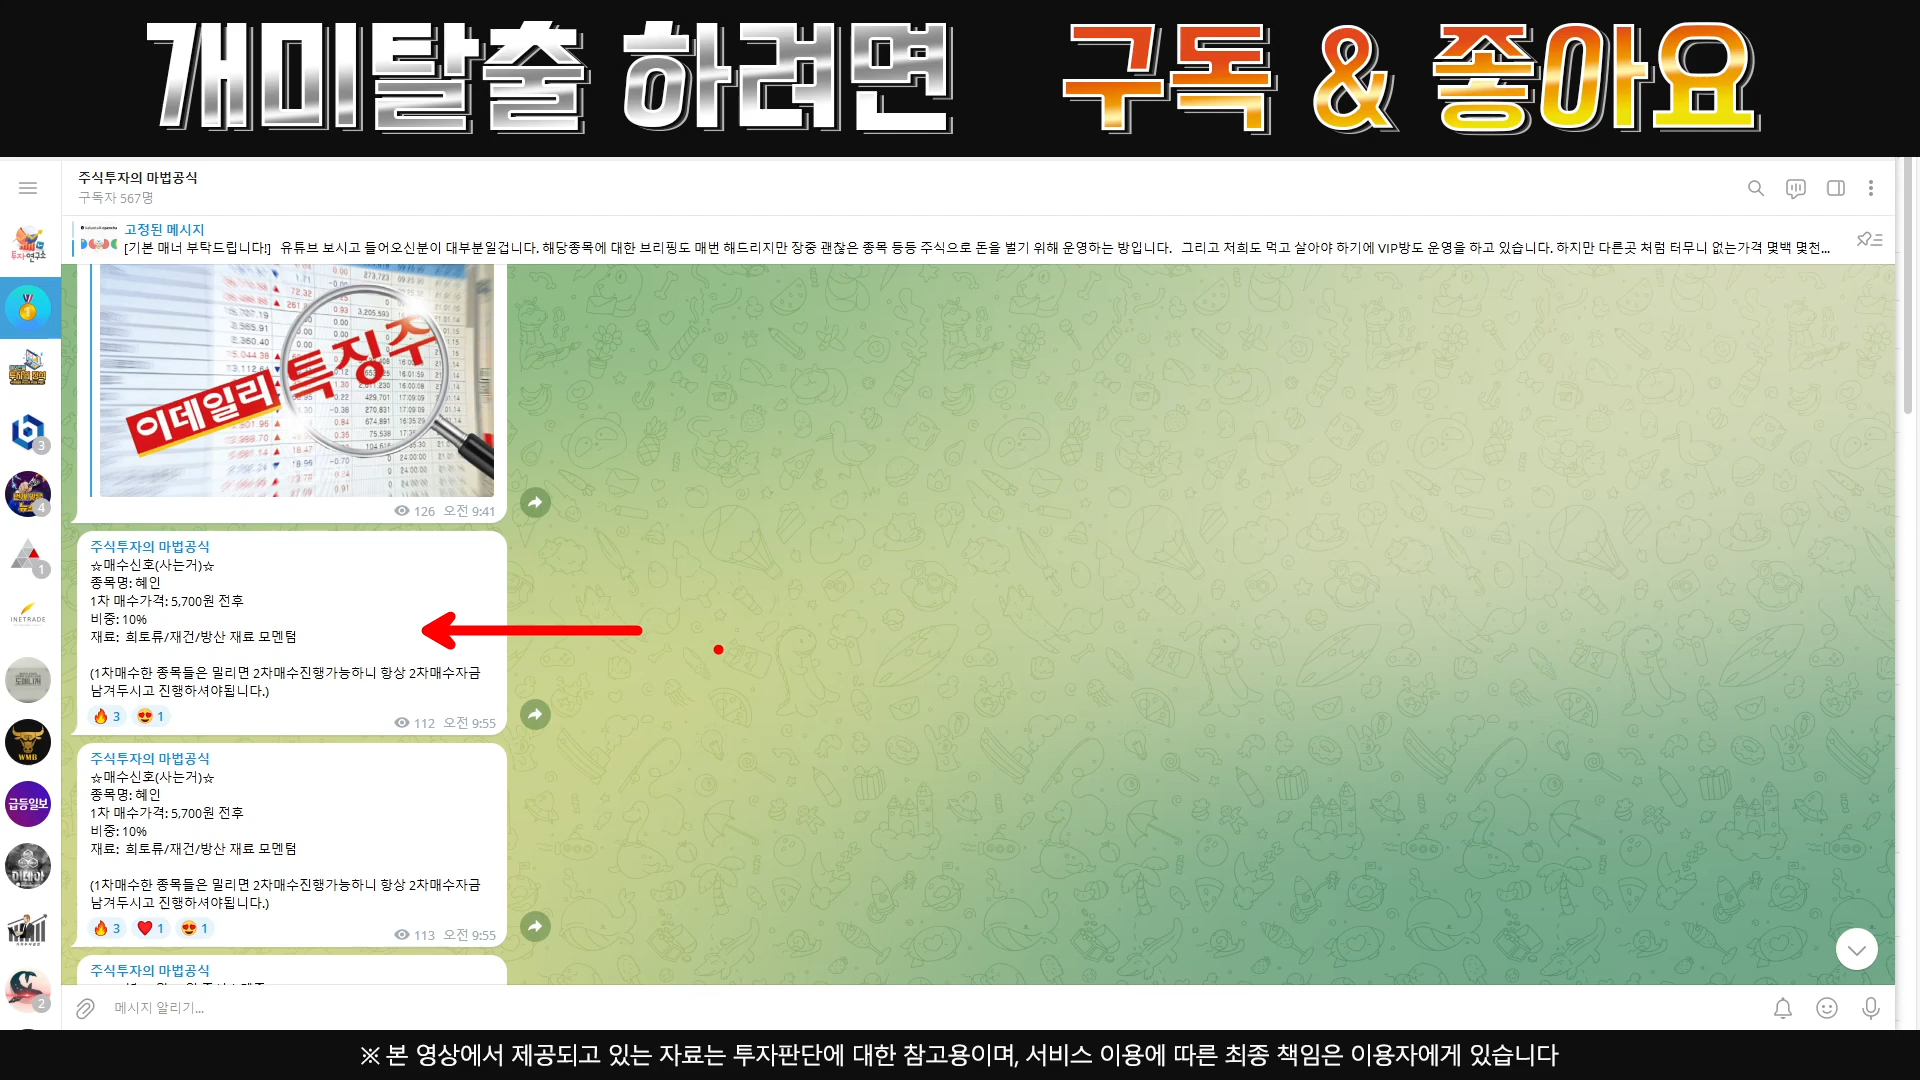 개미탈출 하려면 구독 & 좋아요
주식투자의 마법공식
구독자 567명
고정된 메시지
[기본 매너 부탁드립니다!] 유튜브 보시고 들어오신분이 대부분일겁니다. 해당종목에 대한 브리핑도 매번 해드리지만 장중 괜찮은 종목 등등 주식으로 돈을 벌기 위해 운영하는 방입니다. 그리고 저희도 먹고 살아야 하기에 VIP방도 운영을 하고 있습니다. 하지만 다른곳 처럼 터무니 없는가격 몇백 몇천...
투자연구소
3
4
1
INETRADE
WMB
급등일보
2
이데일리 특징주
126 오전 9:41
주식투자의 마법공식
☆매수신호(사는거)☆
종목명: 혜인
1차 매수가격: 5,700원 전후
비중: 10%
재료: 희토류/재건/방산 재료 모멘텀
(1차매수한 종목들은 밀리면 2차매수진행가능하니 항상 2차매수자금
남겨두시고 진행하셔야됩니다.)
🔥 3 😍 1
112 오전 9:55
주식투자의 마법공식
☆매수신호(사는거)☆
종목명: 혜인
1차 매수가격: 5,700원 전후
비중: 10%
재료: 희토류/재건/방산 재료 모멘텀
(1차매수한 종목들은 밀리면 2차매수진행가능하니 항상 2차매수자금
남겨두시고 진행하셔야됩니다.)
🔥 3 ❤️ 1 😍 1
113 오전 9:55
주식투자의 마법공식
메시지 알리기...
※ 본 영상에서 제공되고 있는 자료는 투자판단에 대한 참고용이며, 서비스 이용에 따른 최종 책임은 이용자에게 있습니다